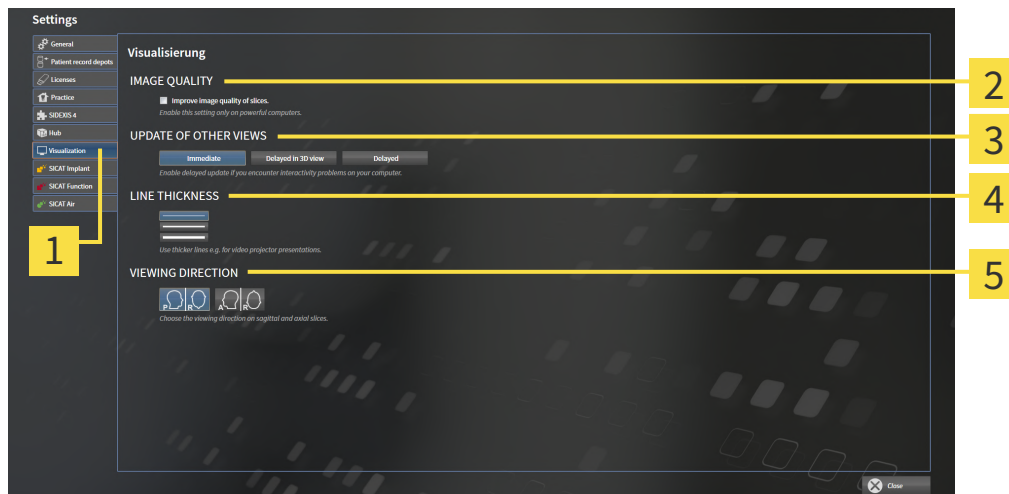 Settings
General
Patient record depots
Licenses
Practice
SIDEXIS 4
Hub
Visualization
SICAT Implant
SICAT Function
SICAT Air
1
Visualisierung
IMAGE QUALITY
2
Improve image quality of slices.
Enable this setting only on powerful computers.
UPDATE OF OTHER VIEWS
3
Immediate Delayed in 3D view Delayed
Enable delayed update if you encounter interactivity problems on your computer.
LINE THICKNESS
4
Use thicker lines e.g. for video projector presentations.
VIEWING DIRECTION
5
P R A R
Choose the viewing direction on sagittal and axial slices.
Close